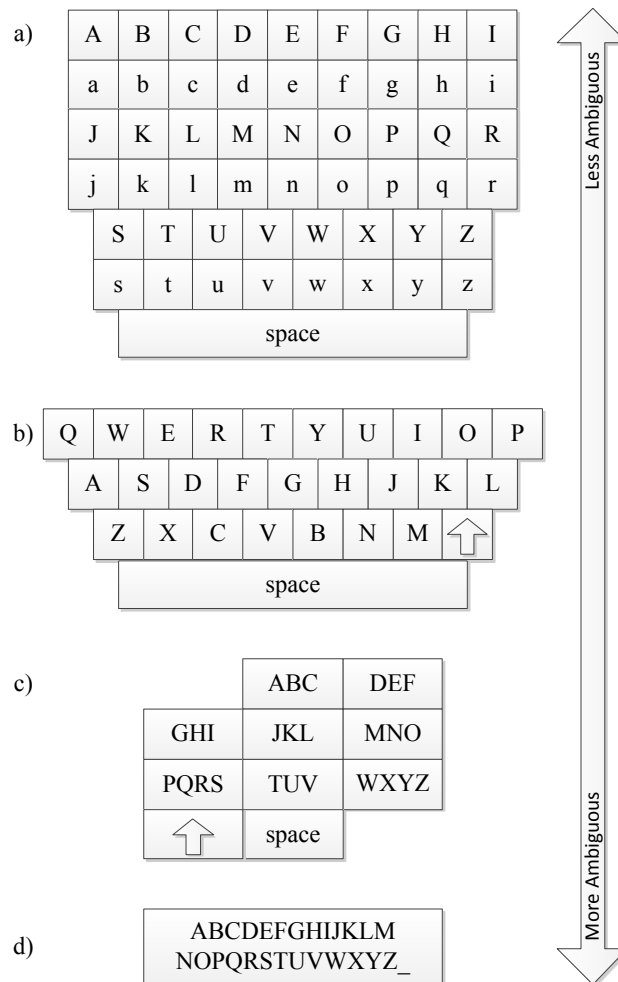 a)
A B C D E F G H I
a b c d e f g h i
J K L M N O P Q R
j k l m n o p q r
S T U V W X Y Z
s t u v w x y z
space
b)
Q W E R T Y U I O P
A S D F G H J K L
Z X C V B N M
space
c)
ABC DEF
GHI JKL MNO
PQRS TUV WXYZ
space
d)
ABCDEFGHIJKLM
NOPQRSTUVWXYZ_
Less Ambiguous
More Ambiguous